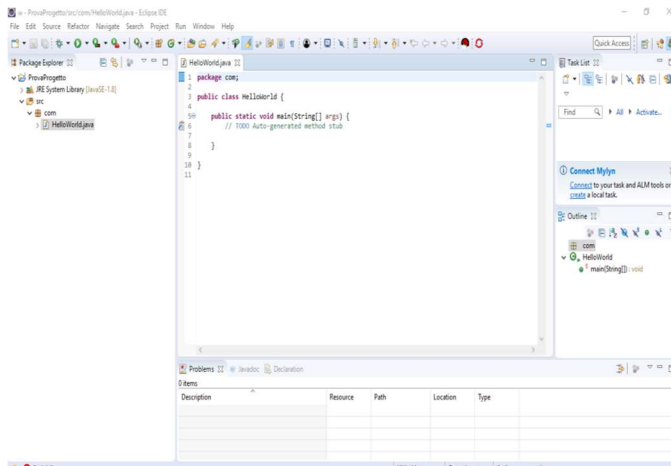 w - ProvaProgetto/src/com/HelloWorld.java - Eclipse IDE
File Edit Source Refactor Navigate Search Project Run Window Help
Quick Access
Package Explorer
ProvaProgetto
JRE System Library [JavaSE-1.8]
src
com
HelloWorld.java
HelloWorld.java
1 package com;
2
3 public class HelloWorld {
4
5 public static void main(String[] args) {
6 // TODO Auto-generated method stub
7
8 }
9
10 }
11
Task List
Find All Activate...
Connect Mylyn
Connect to your task and ALM tools or
create a local task.
Outline
com
HelloWorld
main(String[]) : void
Problems Javadoc Declaration
0 items
Description Resource Path Location Type